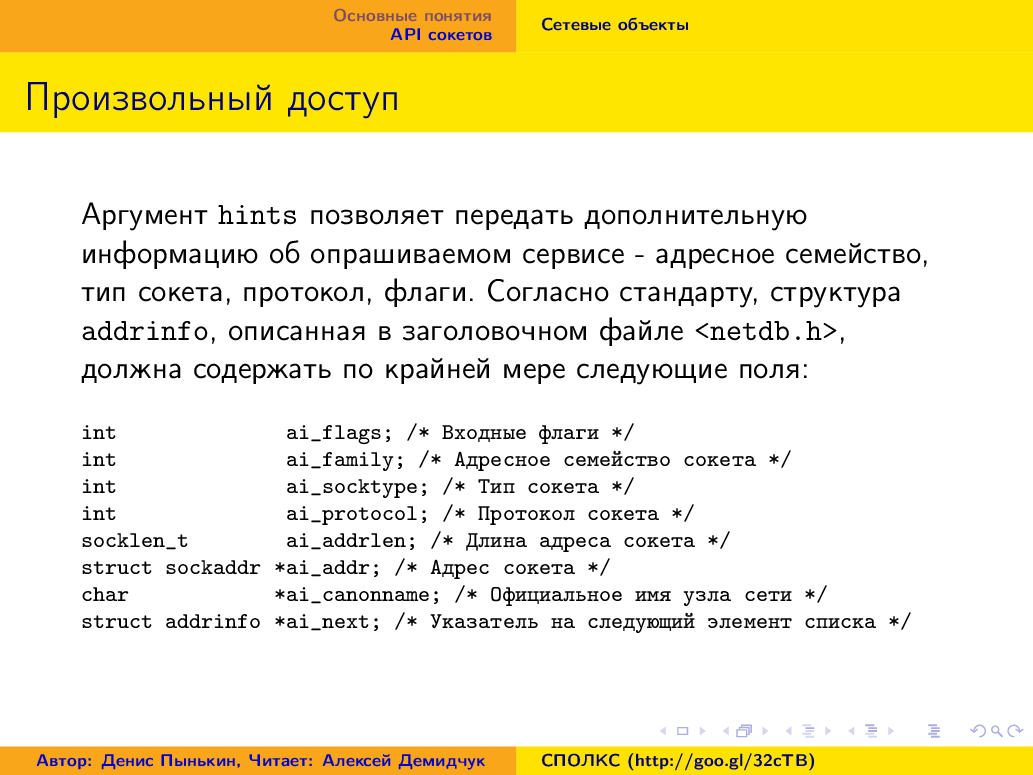 Основные понятия
API сокетов
Сетевые объекты
Произвольный доступ
Аргумент hints позволяет передать дополнительную
информацию об опрашиваемом сервисе - адресное семейство,
тип сокета, протокол, флаги. Согласно стандарту, структура
addrinfo, описанная в заголовочном файле <netdb.h>,
должна содержать по крайней мере следующие поля:
int ai_flags; /* Входные флаги */
int ai_family; /* Адресное семейство сокета */
int ai_socktype; /* Тип сокета */
int ai_protocol; /* Протокол сокета */
socklen_t ai_addrlen; /* Длина адреса сокета */
struct sockaddr *ai_addr; /* Адрес сокета */
char *ai_canonname; /* Официальное имя узла сети */
struct addrinfo *ai_next; /* Указатель на следующий элемент списка */
Автор: Денис Пынькин, Читает: Алексей Демидчук
СПОЛКС (http://goo.gl/32cTB)